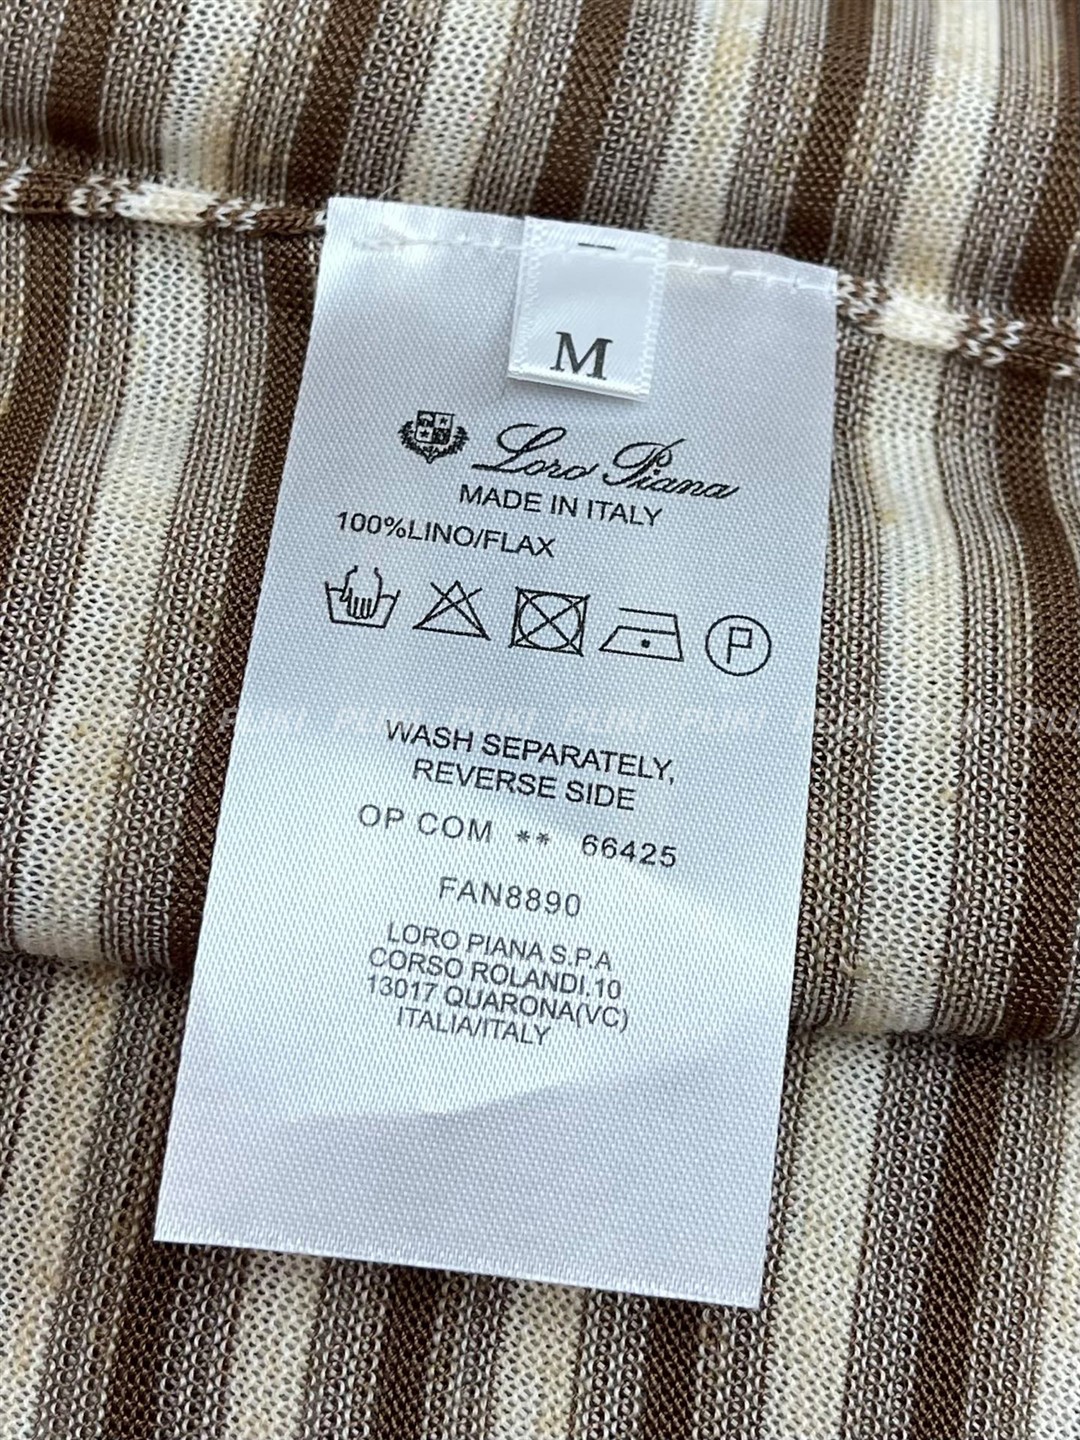 M
Loro Piana
MADE IN ITALY
100%LINO/FLAX
P
WASH SEPARATELY,
REVERSE SIDE
OP COM ** 66425
FAN8890
LORO PIANA S.P.A
CORSO ROLANDI.10
13017 QUARONA(VC)
ITALIA/ITALY